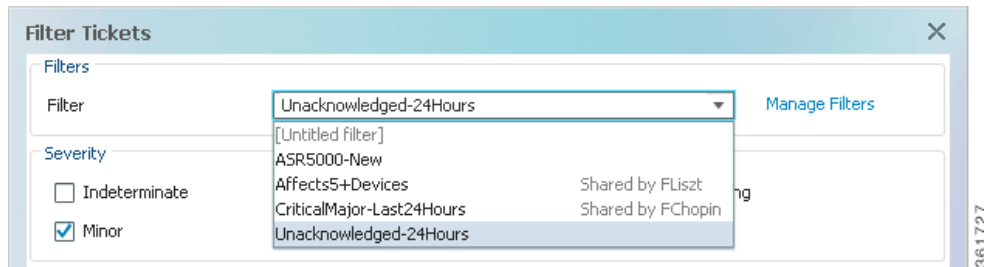 Filter Tickets
Filters
Filter Unacknowledged-24Hours Manage Filters
[Untitled filter]
Severity
ASR5000-New
Indeterminate Affects5+Devices Shared by FLiszt
CriticalMajor-Last24Hours Shared by FChopin
Minor Unacknowledged-24Hours
361727